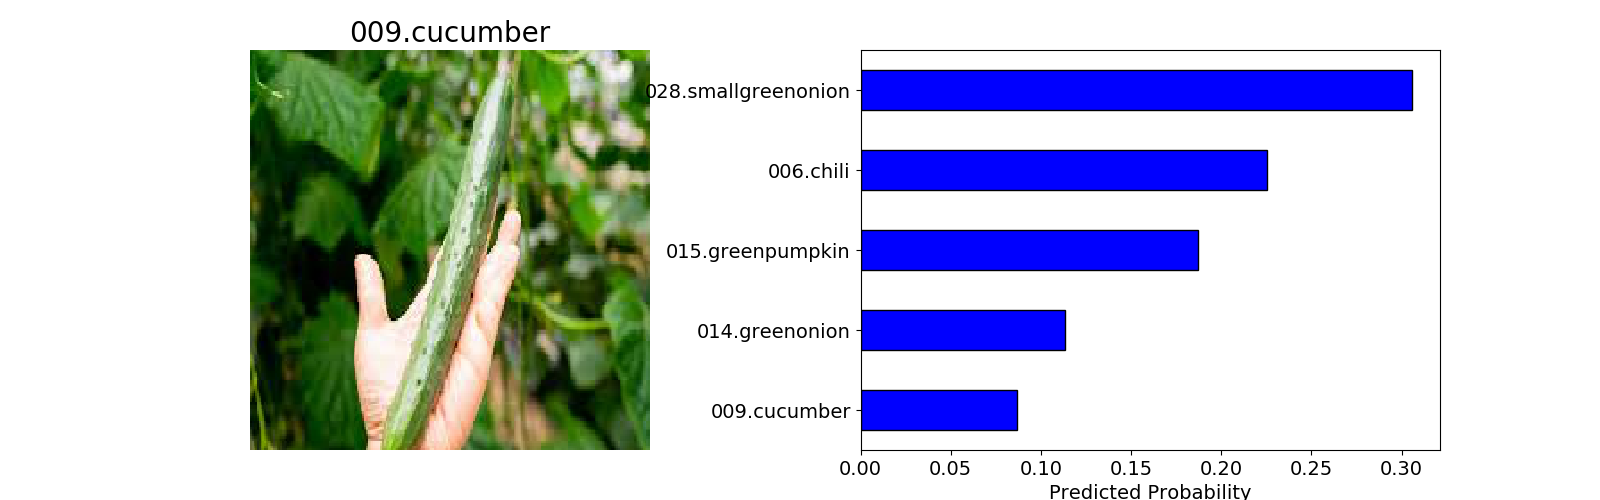 009.cucumber
028.smallgreenonion
006.chili
015.greenpumpkin
014.greenonion
009.cucumber
0.00 0.05 0.10 0.15 0.20 0.25 0.30
Predicted Probability